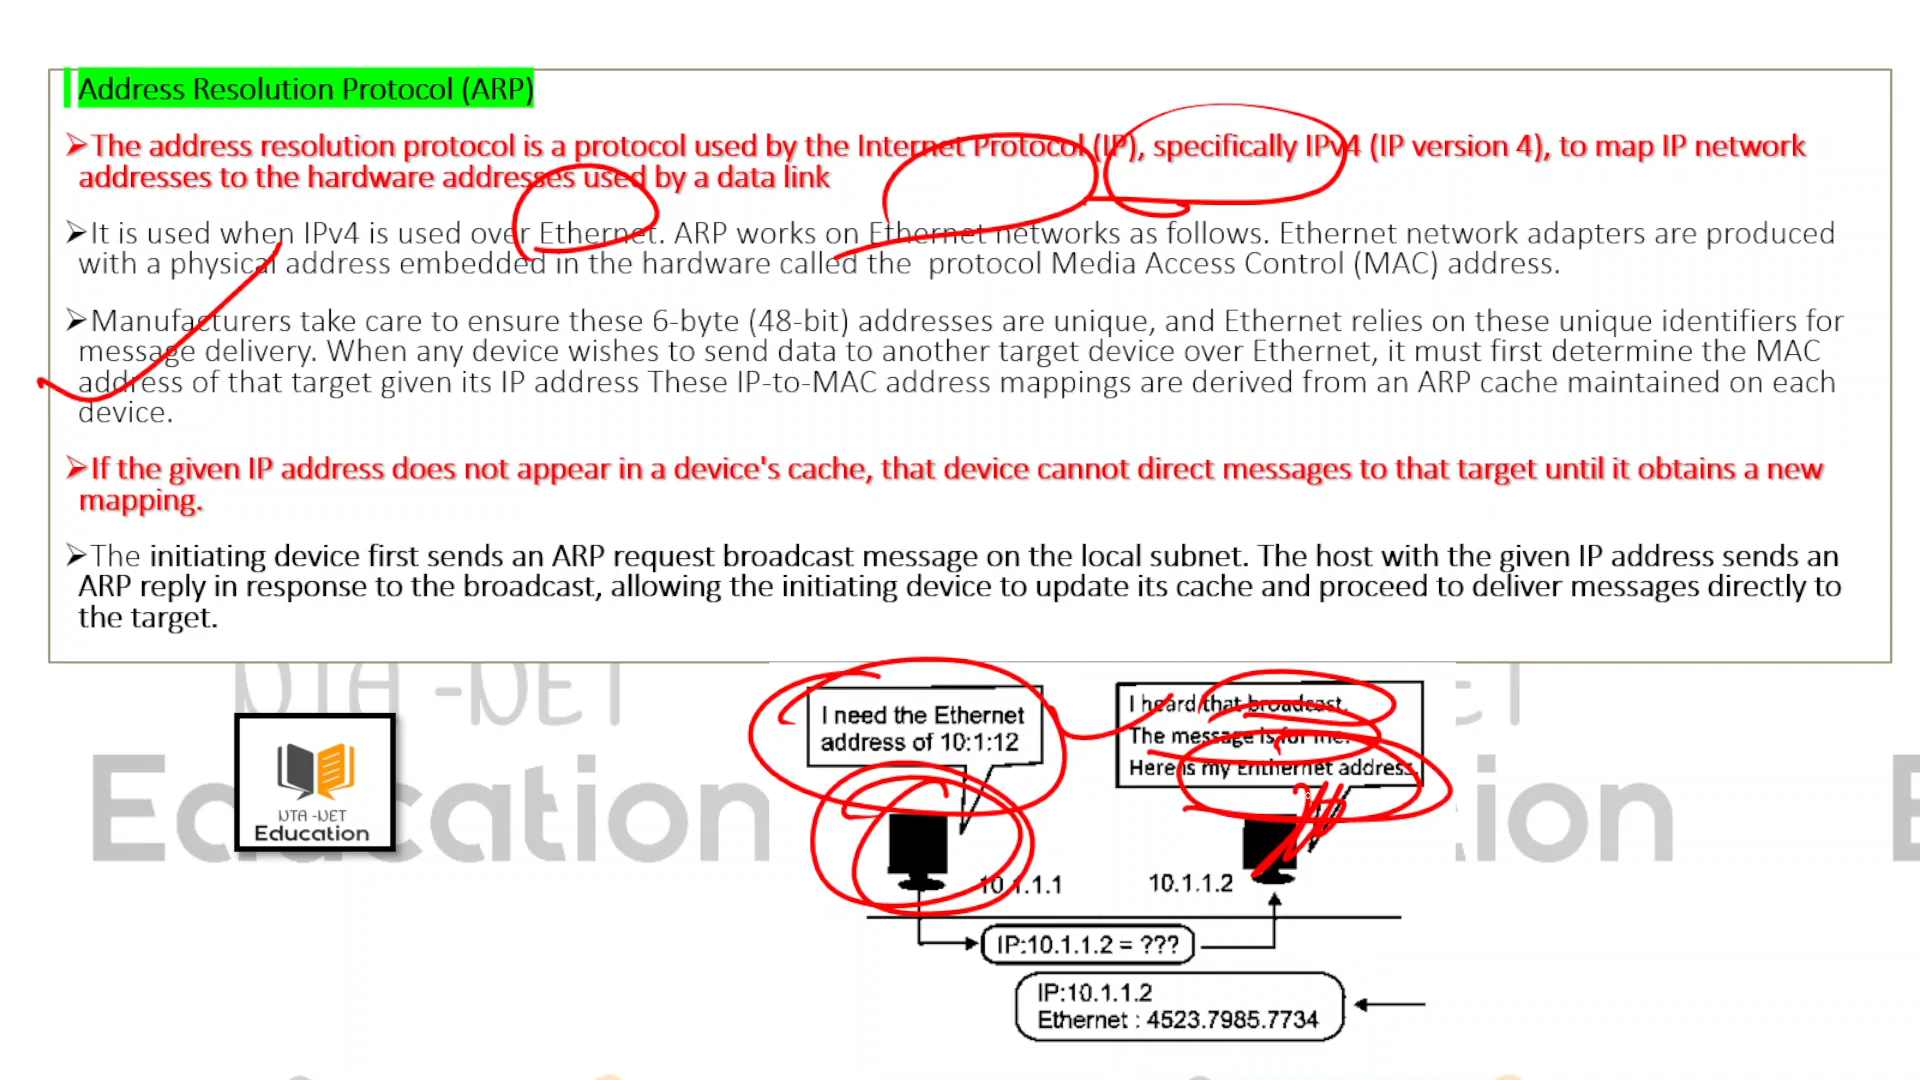 Address Resolution Protocol (ARP)
➢The address resolution protocol is a protocol used by the Internet Protocol (IP), specifically IPv4 (IP version 4), to map IP network
addresses to the hardware addresses used by a data link
➢It is used when IPv4 is used over Ethernet. ARP works on Ethernet networks as follows. Ethernet network adapters are produced
with a physical address embedded in the hardware called the protocol Media Access Control (MAC) address.
➢Manufacturers take care to ensure these 6-byte (48-bit) addresses are unique, and Ethernet relies on these unique identifiers for
message delivery. When any device wishes to send data to another target device over Ethernet, it must first determine the MAC
address of that target given its IP address These IP-to-MAC address mappings are derived from an ARP cache maintained on each
device.
➢If the given IP address does not appear in a device's cache, that device cannot direct messages to that target until it obtains a new
mapping.
➢The initiating device first sends an ARP request broadcast message on the local subnet. The host with the given IP address sends an
ARP reply in response to the broadcast, allowing the initiating device to update its cache and proceed to deliver messages directly to
the target.
I need the Ethernet
address of 10:1:12
I heard that broadcast.
The message is for me.
Here is my Enthernet address.
NTA -NET
Education
10.1.1.1
10.1.1.2
IP:10.1.1.2 = ???
IP:10.1.1.2
Ethernet : 4523.7985.7734